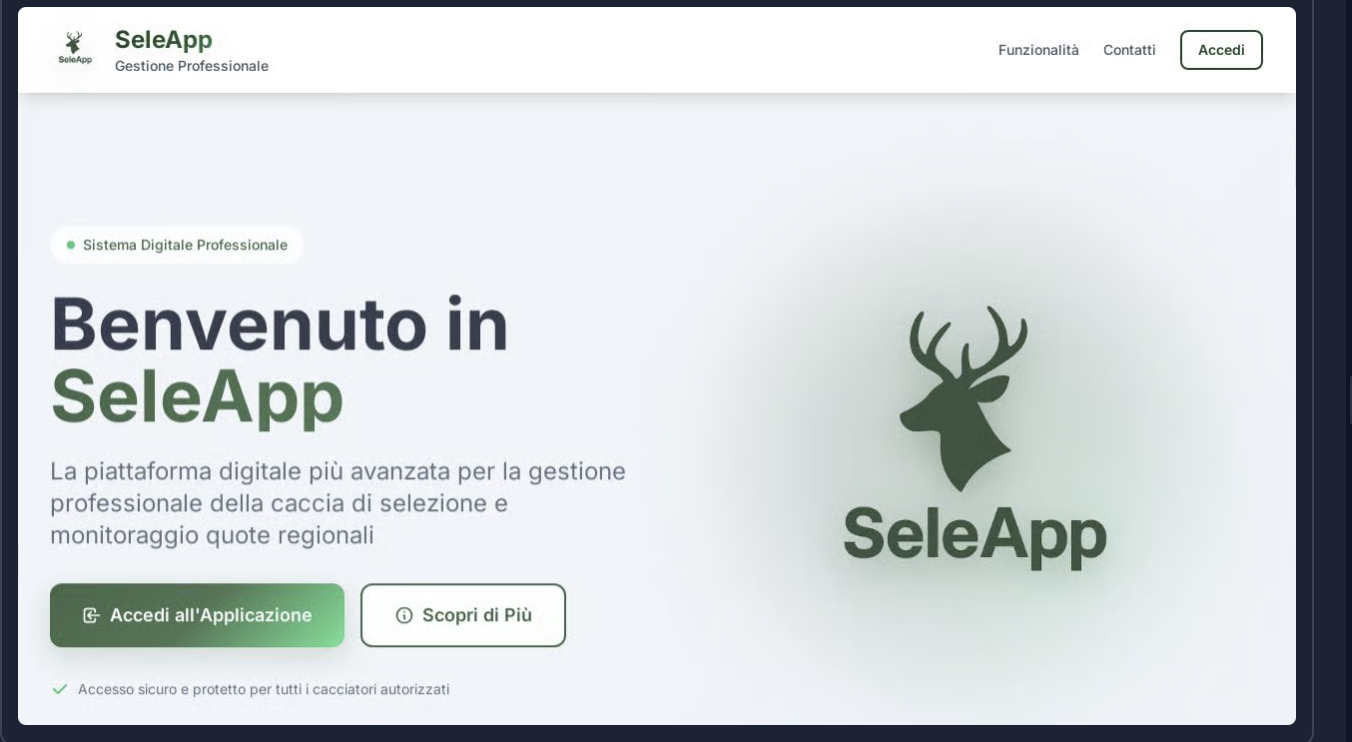 SeleApp
SeleApp
Gestione Professionale
Funzionalità
Contatti
Accedi
Sistema Digitale Professionale
Benvenuto in
SeleApp
La piattaforma digitale più avanzata per la gestione
professionale della caccia di selezione e
monitoraggio quote regionali
Accedi all'Applicazione
Scopri di Più
Accesso sicuro e protetto per tutti i cacciatori autorizzati
SeleApp